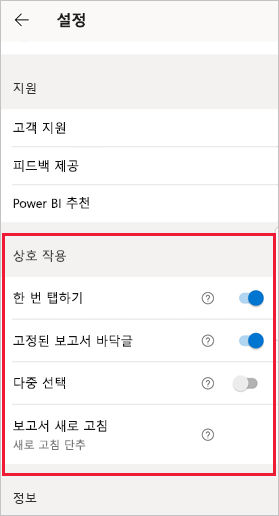 설정
지원
고객 지원
피드백 제공
Power BI 추천
상호 작용
한 번 탭하기
고정된 보고서 바닥글
다중 선택
보고서 새로 고침
새로 고침 단추
정보